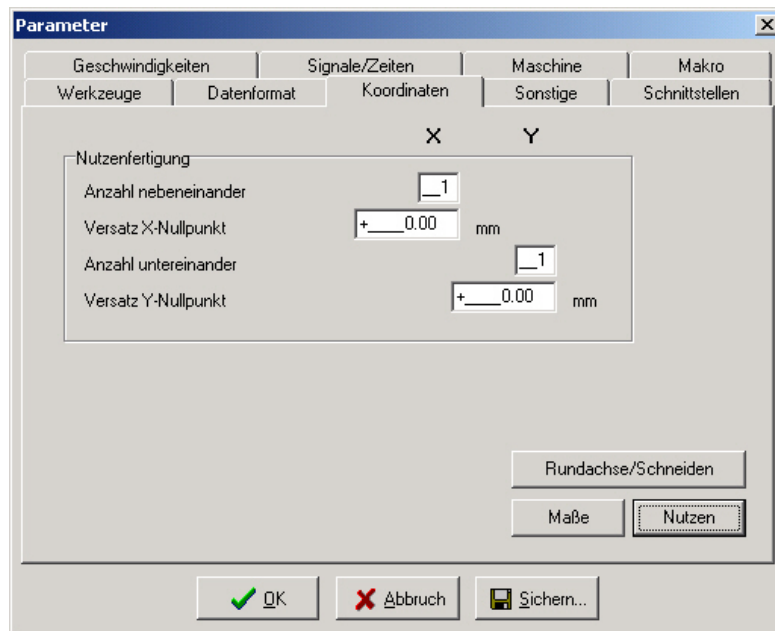 Parameter
Geschwindigkeiten Signale/Zeiten Maschine Makro
Werkzeuge Datenformat Koordinaten Sonstige Schnittstellen
X Y
Nutzenfertigung
Anzahl nebeneinander __1
Versatz X-Nullpunkt +____0.00 mm
Anzahl untereinander __1
Versatz Y-Nullpunkt +____0.00 mm
Rundachse/Schneiden
Maße Nutzen
OK Abbruch Sichern...